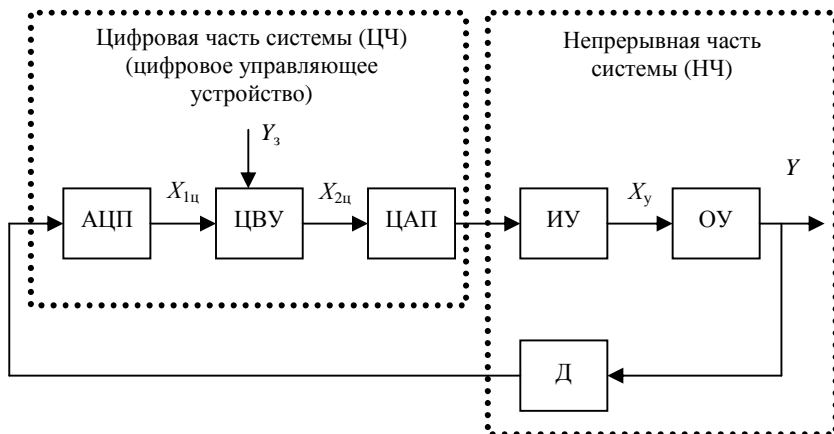 Цифровая часть системы (ЦЧ)
(цифровое управляющее
устройство)
Непрерывная часть
системы (НЧ)
Yз
Y
X1ц
X2ц
Xу
АЦП
ЦВУ
ЦАП
ИУ
ОУ
Д